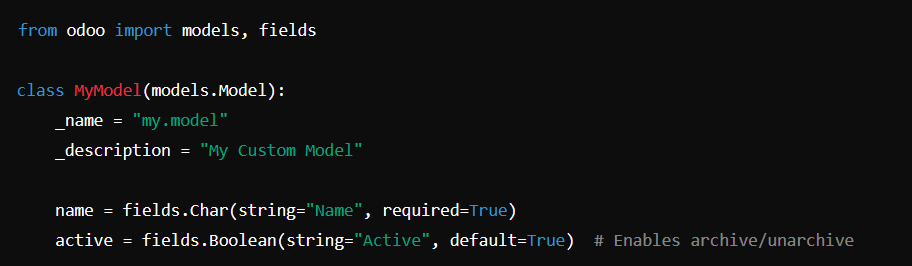 from odoo import models, fields
class MyModel(models.Model):
    _name = "my.model"
    _description = "My Custom Model"
    name = fields.Char(string="Name", required=True)
    active = fields.Boolean(string="Active", default=True)  # Enables archive/unarchive